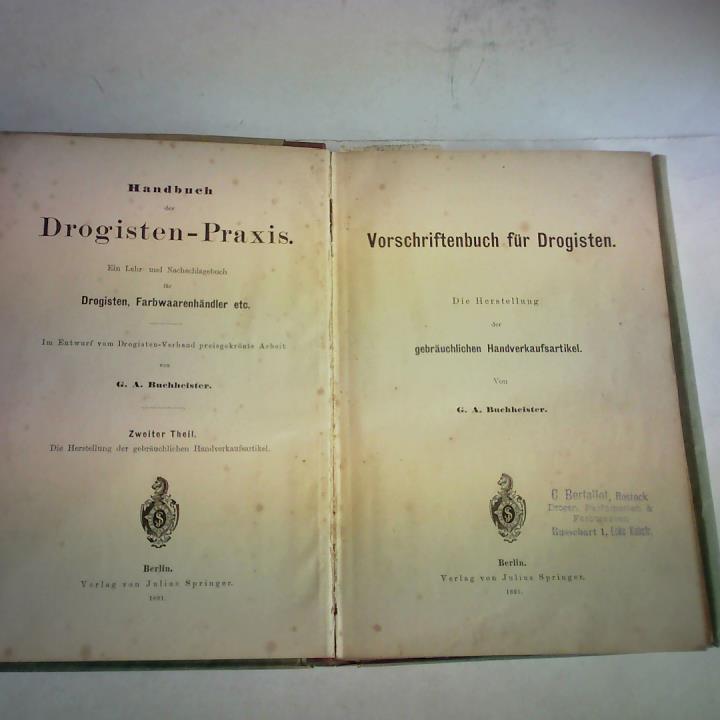 Handbuch
der
Drogisten-Praxis.
Ein Lehr- und Nachschlagebuch
für
Drogisten, Farbwaarenhändler etc.
Im Entwurf vom Drogisten-Verband preisgekrönte Arbeit
von
G. A. Buchheister.
Zweiter Theil.
Die Herstellung der gebräuchlichen Handverkaufsartikel.
Berlin.
Verlag von Julius Springer.
1891.
Vorschriftenbuch für Drogisten.
Die Herstellung
der
gebräuchlichen Handverkaufsartikel.
Von
G. A. Buchheister.
Rostock
Berlin.
Verlag von Julius Springer.
1891.